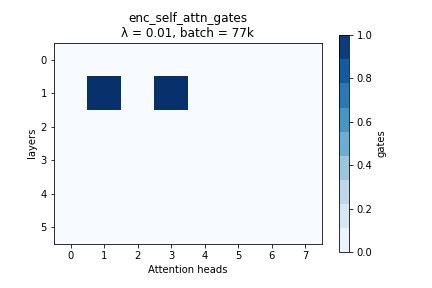 enc_self_attn_gates
λ = 0.01, batch = 77k
layers
0
1
2
3
4
5
0 1 2 3 4 5 6 7
Attention heads
1.0
0.8
0.6
0.4
0.2
0.0
gates